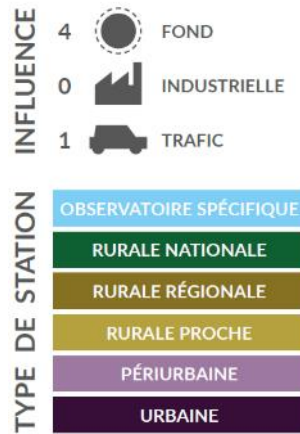 INFLUENCE
4 FOND
0 INDUSTRIELLE
1 TRAFIC
TYPE DE STATION
OBSERVATOIRE SPÉCIFIQUE
RURALE NATIONALE
RURALE RÉGIONALE
RURALE PROCHE
PÉRIURBAINE
URBAINE